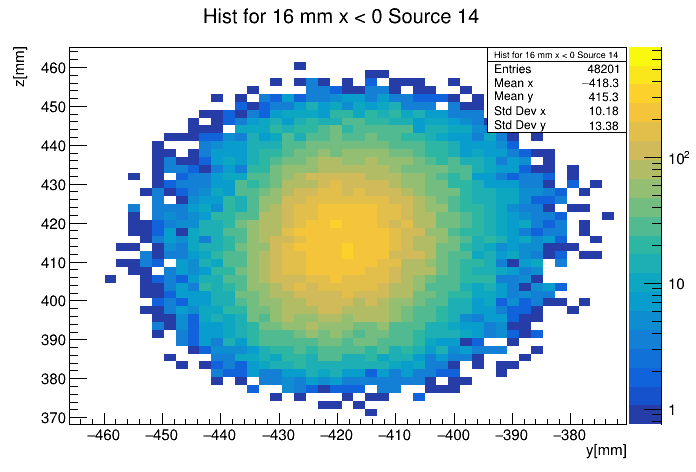 Hist for 16 mm x < 0 Source 14
z[mm]
Hist for 16 mm x < 0 Source 14
Entries 48201
Mean x −418.3
Mean y 415.3
Std Dev x 10.18
Std Dev y 13.38
460
450
440
430
420
410
400
390
380
370
10²
10
1
−460 −450 −440 −430 −420 −410 −400 −390 −380
y[mm]